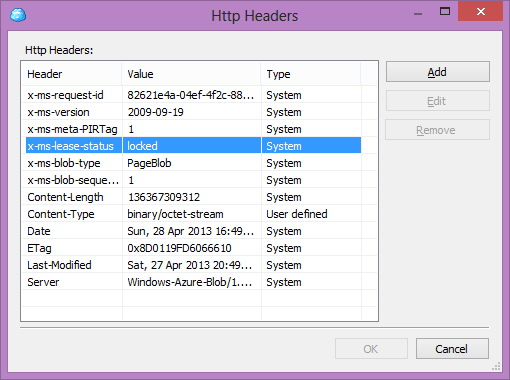 Http Headers
Http Headers:
Header Value Type
x-ms-request-id 82621e4a-04ef-4f2c-88... System
x-ms-version 2009-09-19 System
x-ms-meta-PIRTag 1 System
x-ms-lease-status locked System
x-ms-blob-type PageBlob System
x-ms-blob-seque... 1 System
Content-Length 136367309312 System
Content-Type binary/octet-stream User defined
Date Sun, 28 Apr 2013 16:49... System
ETag 0x8D0119FD6066610 System
Last-Modified Sat, 27 Apr 2013 20:49... System
Server Windows-Azure-Blob/1.... System
Add
Edit
Remove
OK Cancel